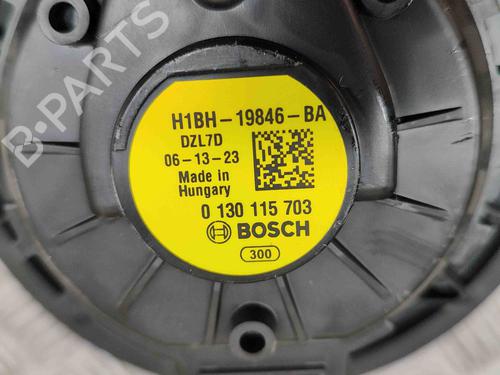 B-PARTS
H1BH-19846-BA
DZL7D
06-13-23
Made in
Hungary
0 130 115 703
BOSCH
300